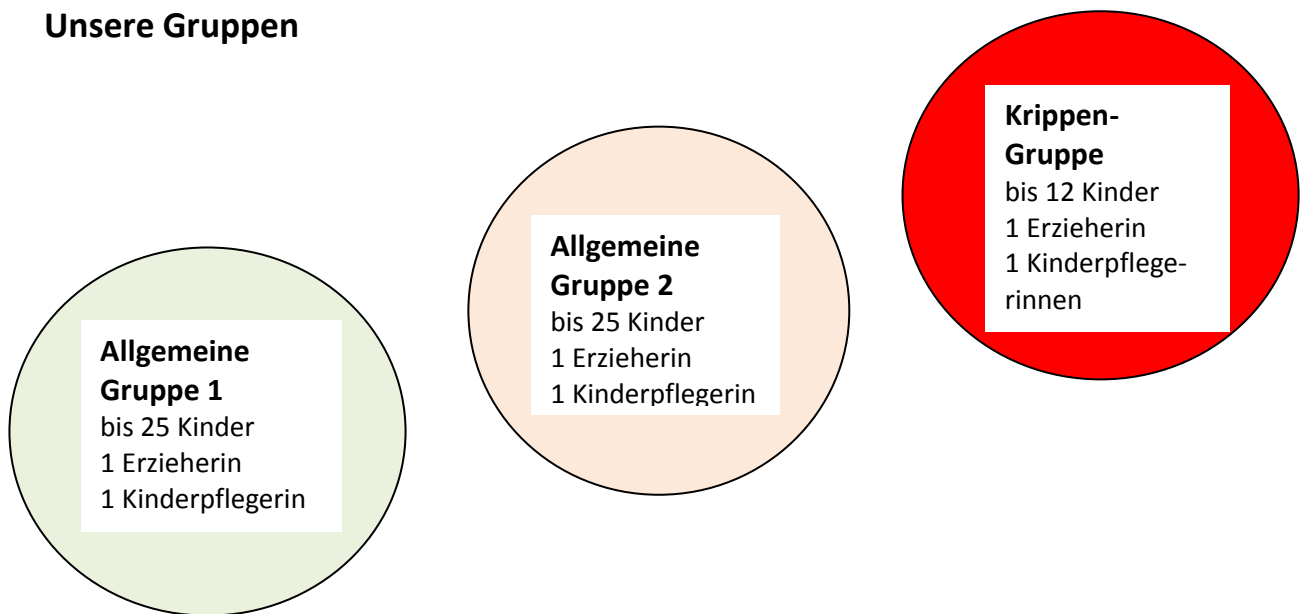 Unsere Gruppen
Allgemeine
Gruppe 1
bis 25 Kinder
1 Erzieherin
1 Kinderpflegerin
Allgemeine
Gruppe 2
bis 25 Kinder
1 Erzieherin
1 Kinderpflegerin
Krippen-
Gruppe
bis 12 Kinder
1 Erzieherin
1 Kinderpflege-
rinnen